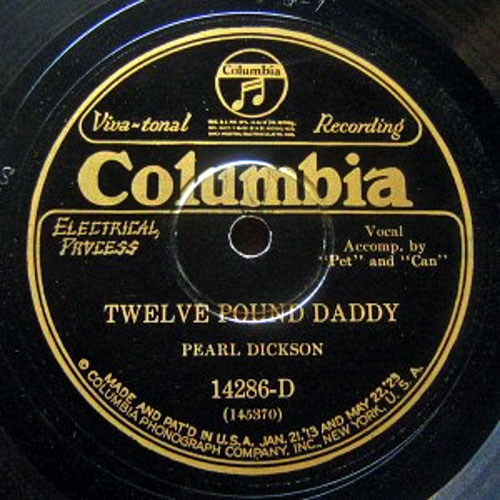 Columbia
Viva-tonal Recording
Columbia
ELECTRICAL PROCESS
Vocal
Accomp. by
"Pet" and "Can"
TWELVE POUND DADDY
PEARL DICKSON
14286-D
(145370)
MADE AND PAT'D IN U.S.A. JAN. 21, '13 AND MAY 22, '23
© COLUMBIA PHONOGRAPH COMPANY, INC., NEW YORK, U.S.A.